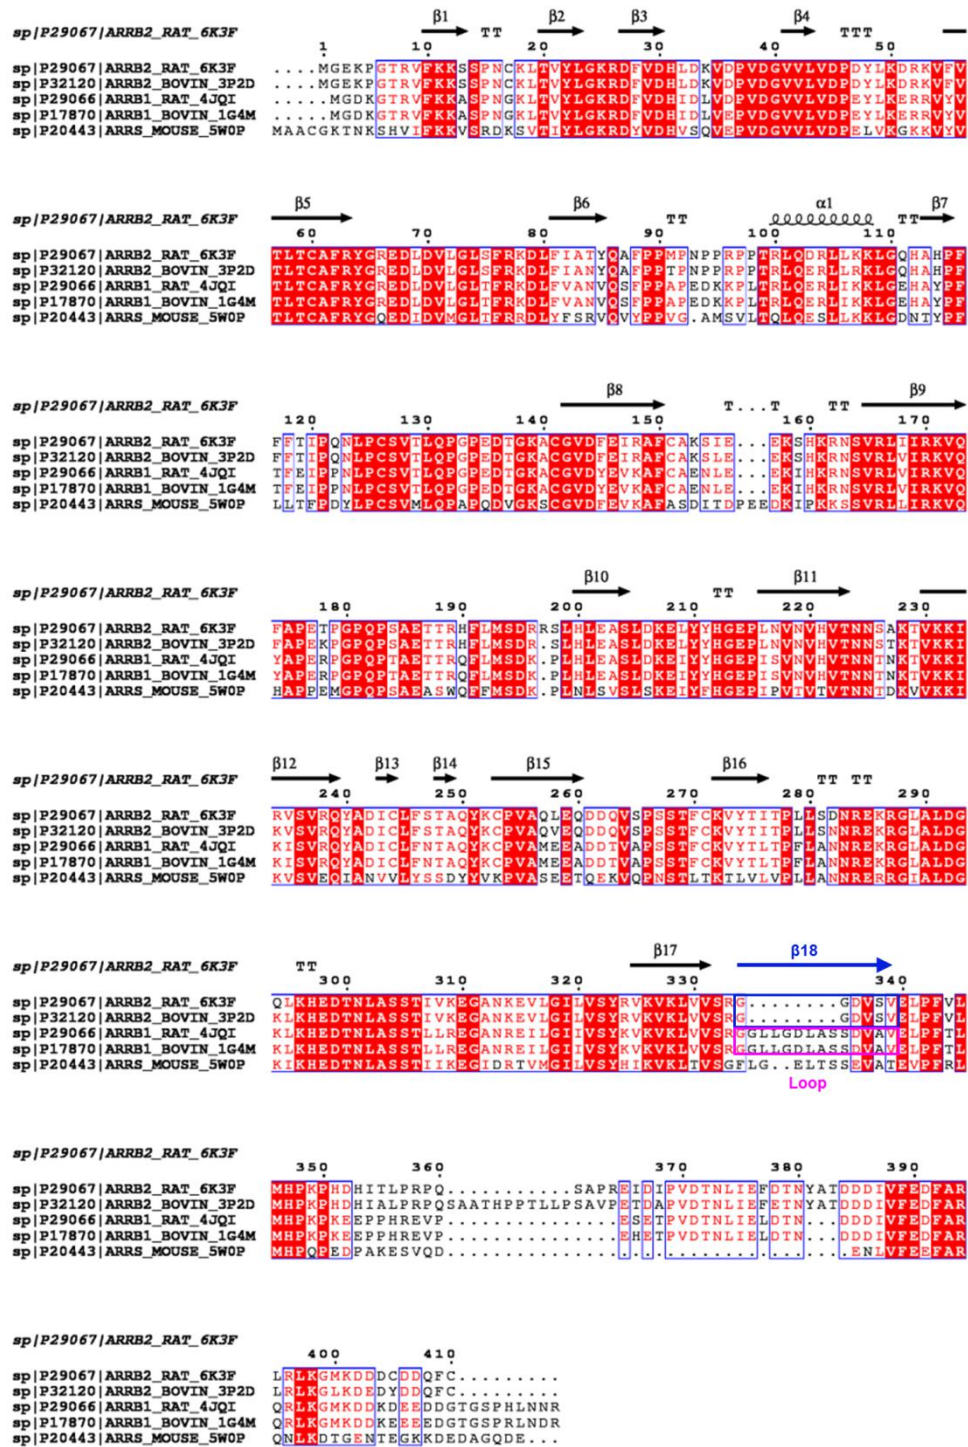 sp|P29067|ARRB2_RAT_6K3F β1 TT β2 β3 β4 TTT
1 10 20 30 40 50
sp|P29067|ARRB2_RAT_6K3F ....MGEKPGTRVFKKSSPNCKLTVYLGKRDFVDHLDKVDPVDGVVLVDPDYLKDRKVFV
sp|P32120|ARRB2_BOVIN_3P2D ....MGEKPGTRVFKKSSPNCKLTVYLGKRDFVDHLDKVDPVDGVVLVDPDYLKDRKVFV
sp|P29066|ARRB1_RAT_4JQI ....MGDKGTRVFKKASPNGKLTVYLGKRDFVDHIDLVDPVDGVVLVDPEYLKERRVYV
sp|P17870|ARRB1_BOVIN_1G4M ....MGDKGTRVFKKASPNGKLTVYLGKRDFVDHIDLVEPVDGVVLVDPEYLKERRVYV
sp|P20443|ARRS_MOUSE_5W0P MAACGKTNKSHVIFKKVSRDKSVTIYLGKRDYVDHVSQVEPVDGVVLVDPELVKGKKVYV
sp|P29067|ARRB2_RAT_6K3F β5 β6 TT α1 TT β7
60 70 80 90 100 110
sp|P29067|ARRB2_RAT_6K3F TLTCAFRYGREDLDVLGLSFRKDLFIATYQAFPPMPNPPRPPTRLQDRLLKKLGQHAHPF
sp|P32120|ARRB2_BOVIN_3P2D TLTCAFRYGREDLDVLGLSFRKDLFIANYQAFPPTPNPPRPPTRLQERLLRKLGQHAHPF
sp|P29066|ARRB1_RAT_4JQI TLTCAFRYGREDLDVLGLTFRKDLFVANVQSFPPAPEDKKPLTRLQERLIKKLGEHAYPF
sp|P17870|ARRB1_BOVIN_1G4M TLTCAFRYGREDLDVLGLTFRKDLFVANVQSFPPAPEDKKPLTRLQERLIKKLGEHAYPF
sp|P20443|ARRS_MOUSE_5W0P TLTCAFRYGQEDIDVMGLTFRRDLYFSRVQVYPPVG.AMSVLTQLQESLLKKLGDNTYPF
sp|P29067|ARRB2_RAT_6K3F β8 T...T TT β9
120 130 140 150 160 170
sp|P29067|ARRB2_RAT_6K3F FFTIPQNLPCSVTLQPGPEDTGKACGVDFEIRAFCAKSIE...EKSHKRNSVRLIIRKVQ
sp|P32120|ARRB2_BOVIN_3P2D FFTIPQNLPCSVTLQPGPEDTGKACGVDFEIRAFCAKSLE...EKSHKRNSVRLVIRKVQ
sp|P29066|ARRB1_RAT_4JQI TFEIPPNLPCSVTLQPGPEDTGKACGVDYEVKAFCAENLE...EKIHKRNSVRLVIRKVQ
sp|P17870|ARRB1_BOVIN_1G4M TFEIPPNLPCSVTLQPGPEDTGKACGVDYEVKAFCAENLE...EKIHKRNSVRLVIRKVQ
sp|P20443|ARRS_MOUSE_5W0P LLTFPDYLPCSVMLQPAPQDVGKSCGVDFEVKAFASDITDPEEDKIPKKSSVRLLIRKVQ
sp|P29067|ARRB2_RAT_6K3F β10 TT β11
180 190 200 210 220 230
sp|P29067|ARRB2_RAT_6K3F FAPETPGPQPSAETTRHFLMSDRRSLHLEASLDKELYYHGEPLNVNVHVTNNSAKTVKKI
sp|P32120|ARRB2_BOVIN_3P2D FAPEKPGPQPSAETTRHFLMSDR.SLHLEASLDKELYYHGEPLNVNVHVTNNSTKTVKKI
sp|P29066|ARRB1_RAT_4JQI YAPERPGPQPTAETTRQFLMSDK.PLHLEASLDKEIYYHGEPISVNVHVTNNTNKTVKKI
sp|P17870|ARRB1_BOVIN_1G4M YAPERPGPQPTAETTRQFLMSDK.PLHLEASLDKEIYYHGEPISVNVHVTNNTNKTVKKI
sp|P20443|ARRS_MOUSE_5W0P HAPPEMGPQPSAEASWQFFMSDK.PLNLSVSLSKEIYFHGEPIPVTVTVTNNTDKVVKKI
sp|P29067|ARRB2_RAT_6K3F β12 β13 β14 β15 β16 TT TT
240 250 260 270 280 290
sp|P29067|ARRB2_RAT_6K3F RVSVRQYADICLFSTAQYKCPVAQLEQDDQVSPSSTFCKVYTITPLLSDNREKRGLALDG
sp|P32120|ARRB2_BOVIN_3P2D KVSVRQYADICLFSTAQYKCPVAQVEQDDQVSPSSTFCKVYTITPLLSNNREKRGLALDG
sp|P29066|ARRB1_RAT_4JQI KISVRQYADICLFNTAQYKCPVAMEEADDTVAPSSTFCKVYTLTPFLANNREKRGLALDG
sp|P17870|ARRB1_BOVIN_1G4M KISVRQYADICLFNTAQYKCPVAMEEADDTVAPSSTFCKVYTLTPFLANNREKRGLALDG
sp|P20443|ARRS_MOUSE_5W0P KVSVEQIANVVLYSSDYYVKPVASEETQEKVQPNSTLTKTLVLVPLLANNRERRGIALDG
sp|P29067|ARRB2_RAT_6K3F TT β17 β18
300 310 320 330 340
sp|P29067|ARRB2_RAT_6K3F QLKHEDTNLASSTIVKEGANKEVLGILVSYRVKVKLVVSRG........GDVSVELPFVL
sp|P32120|ARRB2_BOVIN_3P2D KLKHEDTNLASSTIVKEGANKEVLGILVSYRVKVKLVVSRG........GDVSVELPFVL
sp|P29066|ARRB1_RAT_4JQI KLKHEDTNLASSTLLREGANREILGIIVSYKVKVKLVVSRGGLLGDLASSDVAVELPFTL
sp|P17870|ARRB1_BOVIN_1G4M KLKHEDTNLASSTLLREGANREILGIIVSYKVKVKLVVSRGGLLGDLASSDVAVELPFTL
sp|P20443|ARRS_MOUSE_5W0P KIKHEDTNLASSTIIKEGIDRTVMGILVSYHIKVKLTVSGFLG..ELTSSEVATEVPFRL
Loop
sp|P29067|ARRB2_RAT_6K3F
350 360 370 380 390
sp|P29067|ARRB2_RAT_6K3F MHPKPHDHITLPRPQ...........SAPREIDIPVDTNLIEFDTNYATDDDIVFEDFAR
sp|P32120|ARRB2_BOVIN_3P2D MHPKPHDHIALPRPQSAATHPPTLLPSAVPETDAPVDTNLIEFETNYATDDDIVFEDFAR
sp|P29066|ARRB1_RAT_4JQI MHPKPKEEPPHREVP...............ESETPVDTNLIELDTN...DDDIVFEDFAR
sp|P17870|ARRB1_BOVIN_1G4M MHPKPKEEPPHREVP...............EHETPVDTNLIELDTN...DDDIVFEDFAR
sp|P20443|ARRS_MOUSE_5W0P MHPQPEDPAKESVQD..................................ENLVFEEFAR
sp|P29067|ARRB2_RAT_6K3F
400 410
sp|P29067|ARRB2_RAT_6K3F LRLKGMKDDDCDDQFC.........
sp|P32120|ARRB2_BOVIN_3P2D LRLKGLKDEDYDDQFC.........
sp|P29066|ARRB1_RAT_4JQI QRLKGMKDDKDEEDDGTGSPHLNNR
sp|P17870|ARRB1_BOVIN_1G4M QRLKGMKDDKEEEEDGTGSPRLNDR
sp|P20443|ARRS_MOUSE_5W0P QNLKDTGENTEGKKDEDAGQDE...